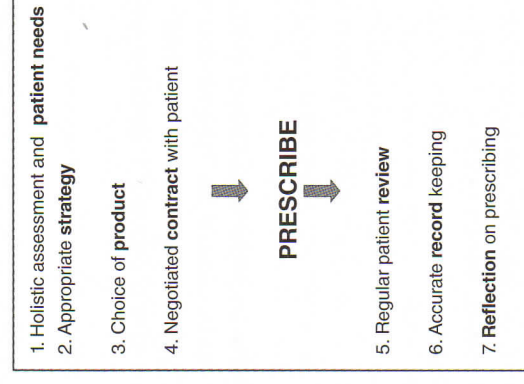 1. Holistic assessment and patient needs
2. Appropriate strategy
3. Choice of product
4. Negotiated contract with patient
PRESCRIBE
5. Regular patient review
6. Accurate record keeping
7. Reflection on prescribing